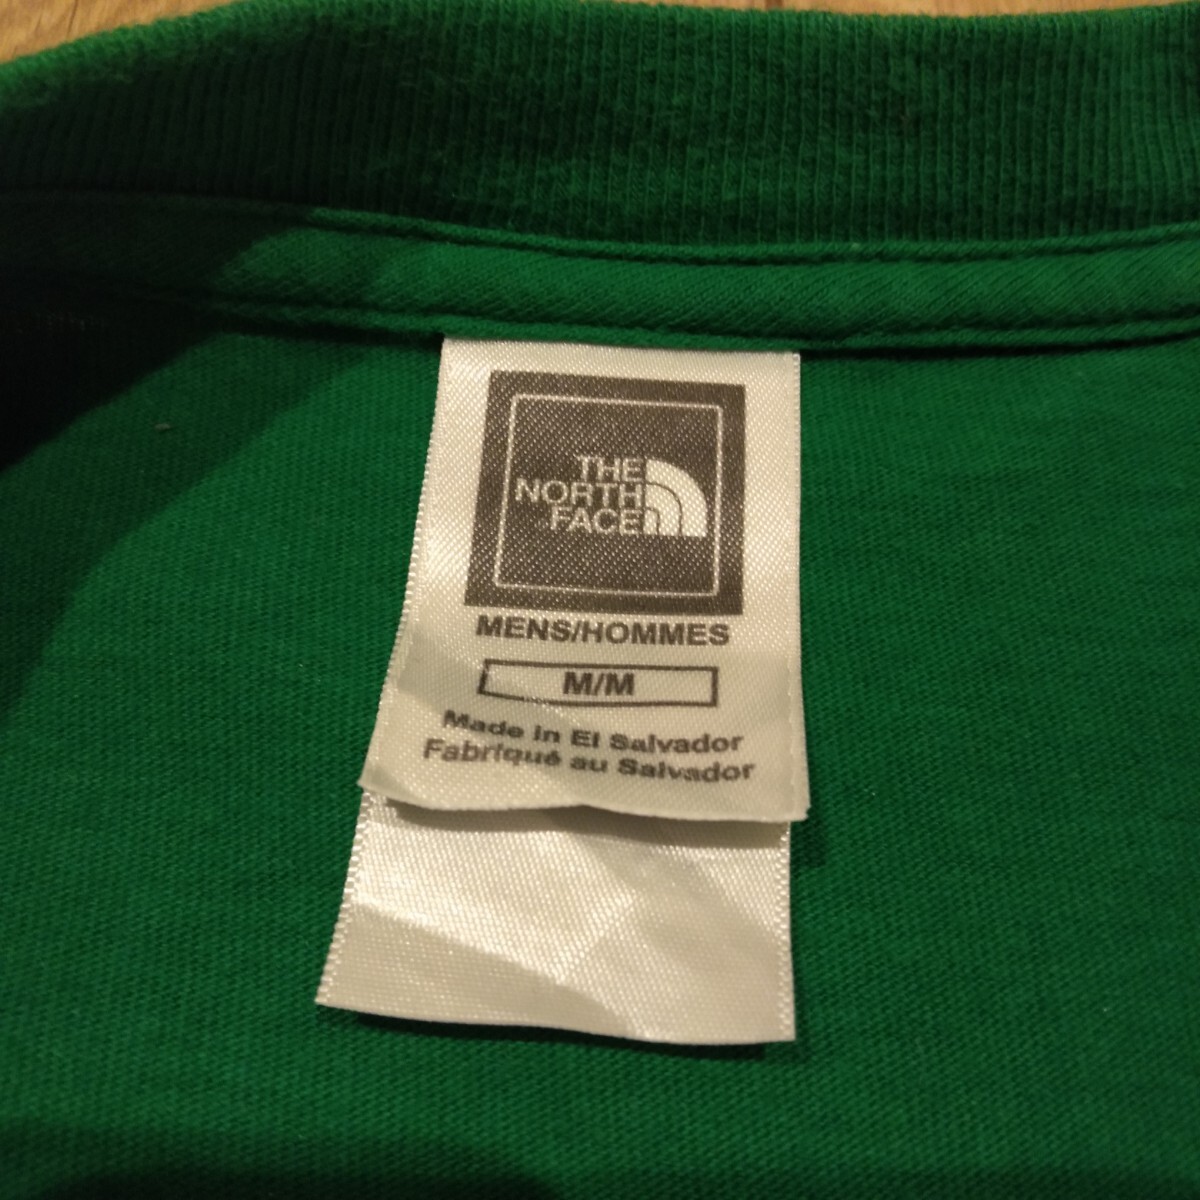 THE
NORTH
FACE
MENS/HOMMES
M/M
Made in El Salvador
Fabriqué au Salvador